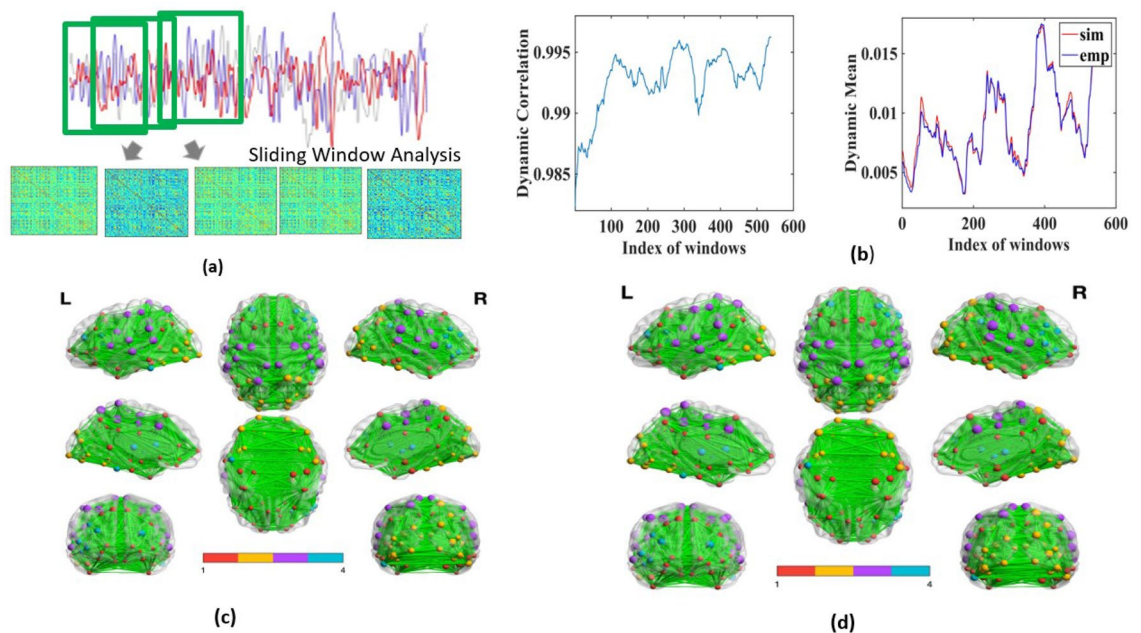 Sliding Window Analysis
(a)
Dynamic Correlation
0.995
0.99
0.985
100 200 300 400 500 600
Index of windows
Dynamic Mean
0.015
0.01
0.005
0 200 400 600
Index of windows
sim
emp
(b)
L R
1 4
(c)
L R
1 4
(d)